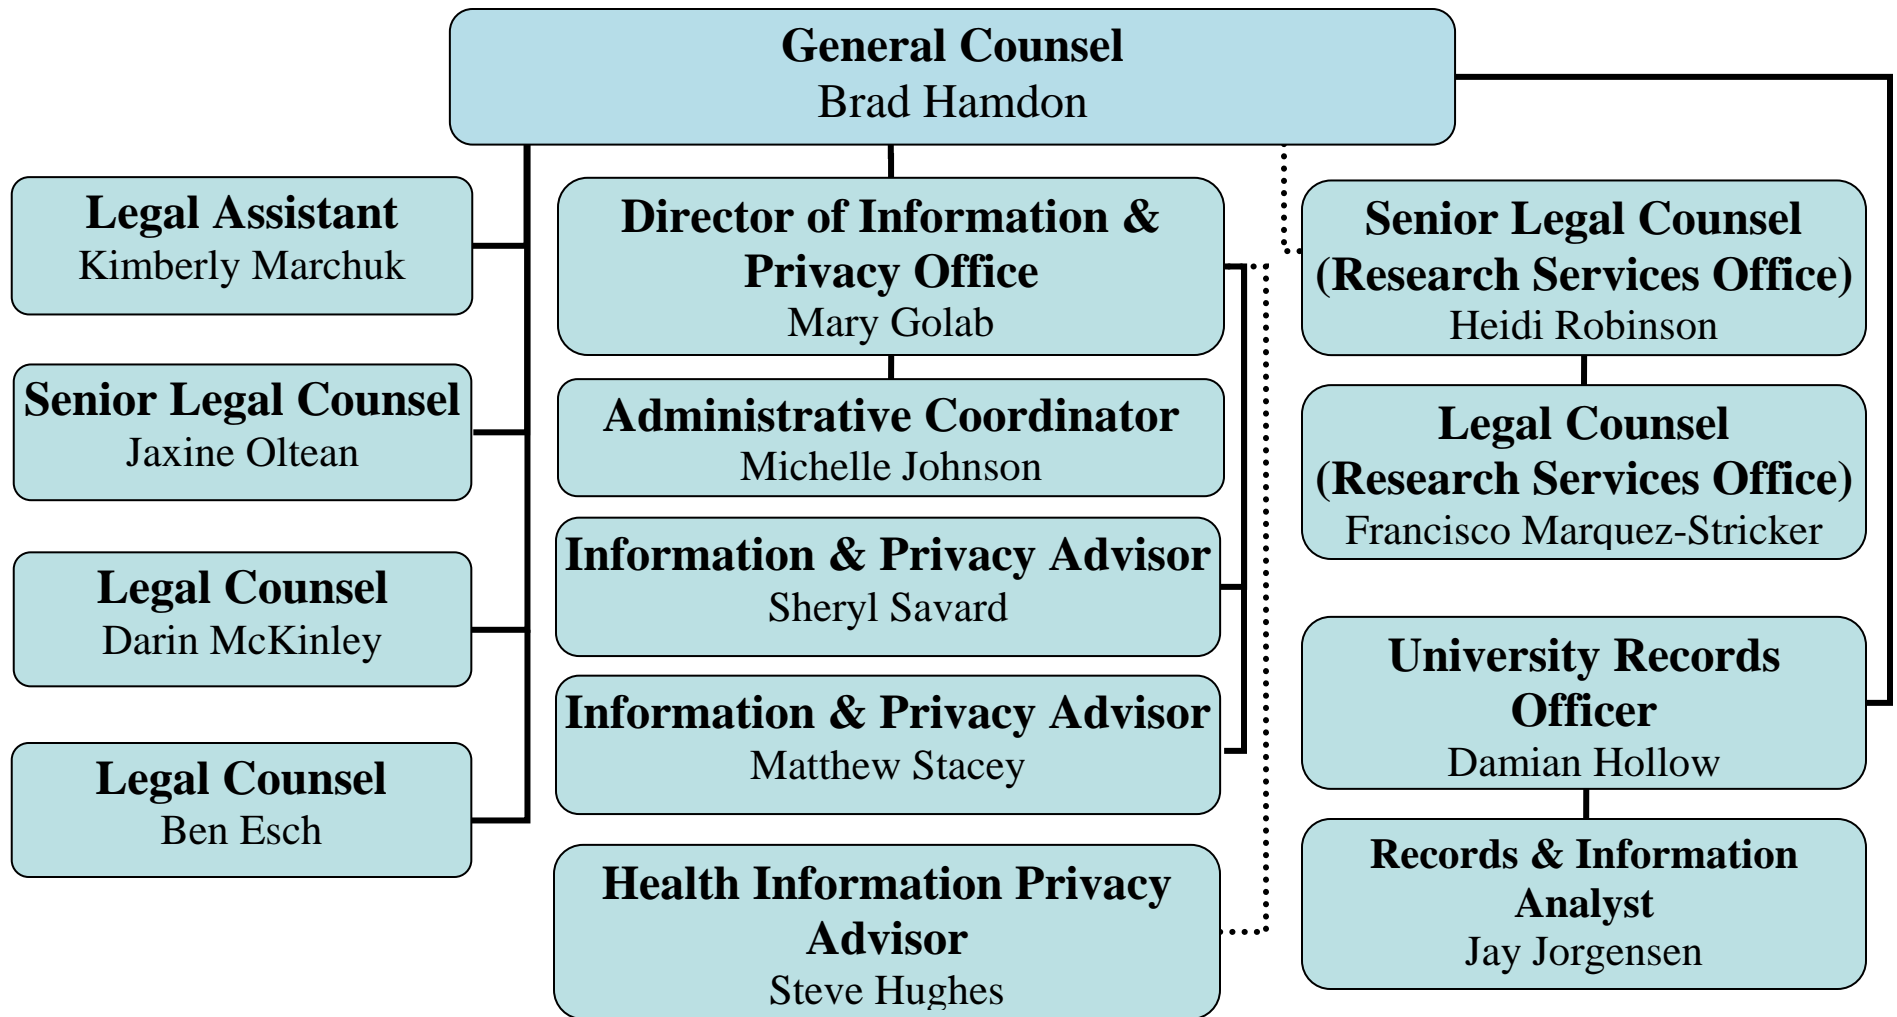 General Counsel
Brad Hamdon
Legal Assistant
Kimberly Marchuk
Senior Legal Counsel
Jaxine Oltean
Legal Counsel
Darin McKinley
Legal Counsel
Ben Esch
Director of Information &
Privacy Office
Mary Golab
Administrative Coordinator
Michelle Johnson
Information & Privacy Advisor
Sheryl Savard
Information & Privacy Advisor
Matthew Stacey
Health Information Privacy
Advisor
Steve Hughes
Senior Legal Counsel
(Research Services Office)
Heidi Robinson
Legal Counsel
(Research Services Office)
Francisco Marquez-Stricker
University Records
Officer
Damian Hollow
Records & Information
Analyst
Jay Jorgensen